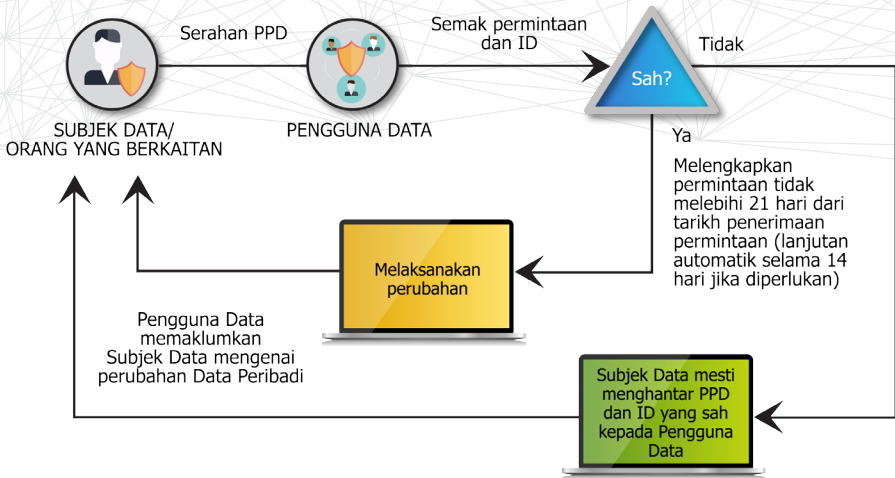 Serahan PPD
Semak permintaan
dan ID
Sah?
Tidak
SUBJEK DATA/
ORANG YANG BERKAITAN
PENGGUNA DATA
Ya
Melengkapkan
permintaan tidak
melebihi 21 hari dari
tarikh penerimaan
permintaan (lanjutan
automatik selama 14
hari jika diperlukan)
Melaksanakan
perubahan
Pengguna Data
memaklumkan
Subjek Data mengenai
perubahan Data Peribadi
Subjek Data mesti
menghantar PPD
dan ID yang sah
kepada Pengguna
Data